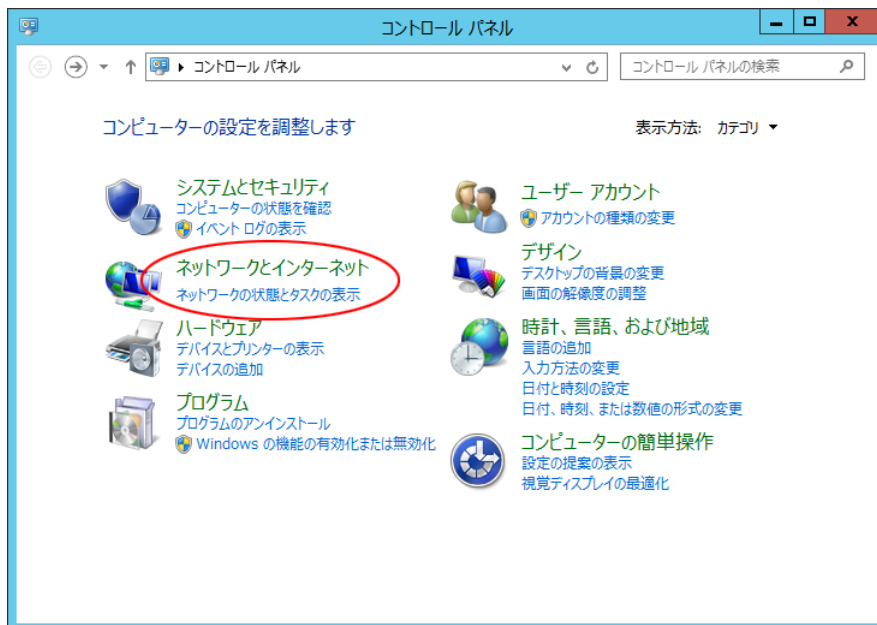 コントロール パネル
コントロール パネル
コントロール パネルの検索
コンピューターの設定を調整します
表示方法: カテゴリ
システムとセキュリティ
コンピューターの状態を確認
イベント ログの表示
ネットワークとインターネット
ネットワークの状態とタスクの表示
ハードウェア
デバイスとプリンターの表示
デバイスの追加
プログラム
プログラムのアンインストール
Windows の機能の有効化または無効化
ユーザー アカウント
アカウントの種類の変更
デザイン
デスクトップの背景の変更
画面の解像度の調整
時計、言語、および地域
言語の追加
入力方法の変更
日付と時刻の設定
日付、時刻、または数値の形式の変更
コンピューターの簡単操作
設定の提案の表示
視覚ディスプレイの最適化